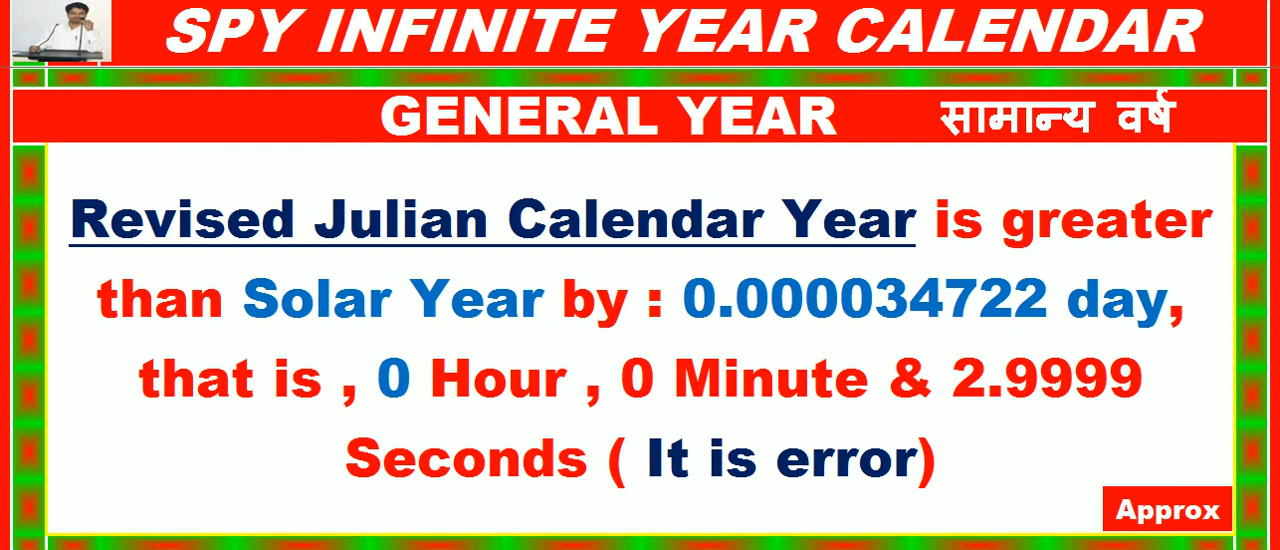 SPY INFINITE YEAR CALENDAR
GENERAL YEAR सामान्य वर्ष
Revised Julian Calendar Year is greater
than Solar Year by : 0.000034722 day,
that is , 0 Hour , 0 Minute & 2.9999
Seconds ( It is error)
Approx